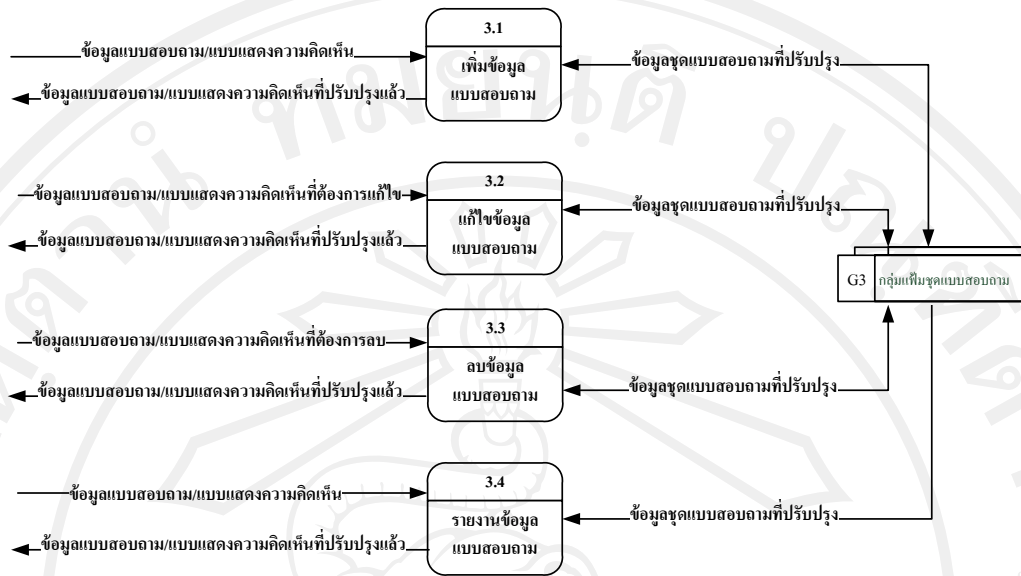 3.1
ข้อมูลแบบสอบถาม/แบบแสดงความคิดเห็น
เพิ่มข้อมูล
แบบสอบถาม
ข้อมูลชุดแบบสอบถามที่ปรับปรุง
ข้อมูลแบบสอบถาม/แบบแสดงความคิดเห็นที่ปรับปรุงแล้ว
3.2
ข้อมูลแบบสอบถาม/แบบแสดงความคิดเห็นที่ต้องการแก้ไข
แก้ไขข้อมูล
แบบสอบถาม
ข้อมูลชุดแบบสอบถามที่ปรับปรุง
ข้อมูลแบบสอบถาม/แบบแสดงความคิดเห็นที่ปรับปรุงแล้ว
G3 กลุ่มแฟ้มชุดแบบสอบถาม
3.3
ข้อมูลแบบสอบถาม/แบบแสดงความคิดเห็นที่ต้องการลบ
ลบข้อมูล
แบบสอบถาม
ข้อมูลชุดแบบสอบถามที่ปรับปรุง
ข้อมูลแบบสอบถาม/แบบแสดงความคิดเห็นที่ปรับปรุงแล้ว
3.4
ข้อมูลแบบสอบถาม/แบบแสดงความคิดเห็น
รายงานข้อมูล
แบบสอบถาม
ข้อมูลชุดแบบสอบถามที่ปรับปรุง
ข้อมูลแบบสอบถาม/แบบแสดงความคิดเห็นที่ปรับปรุงแล้ว